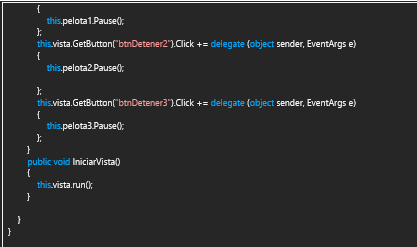 {
this.pelota1.Pause();
};
this.vista.GetButton("btnDetener2").Click += delegate (object sender, EventArgs e)
{
this.pelota2.Pause();
};
this.vista.GetButton("btnDetener3").Click += delegate (object sender, EventArgs e)
{
this.pelota3.Pause();
};
}
public void IniciarVista()
{
this.vista.run();
}
}
}